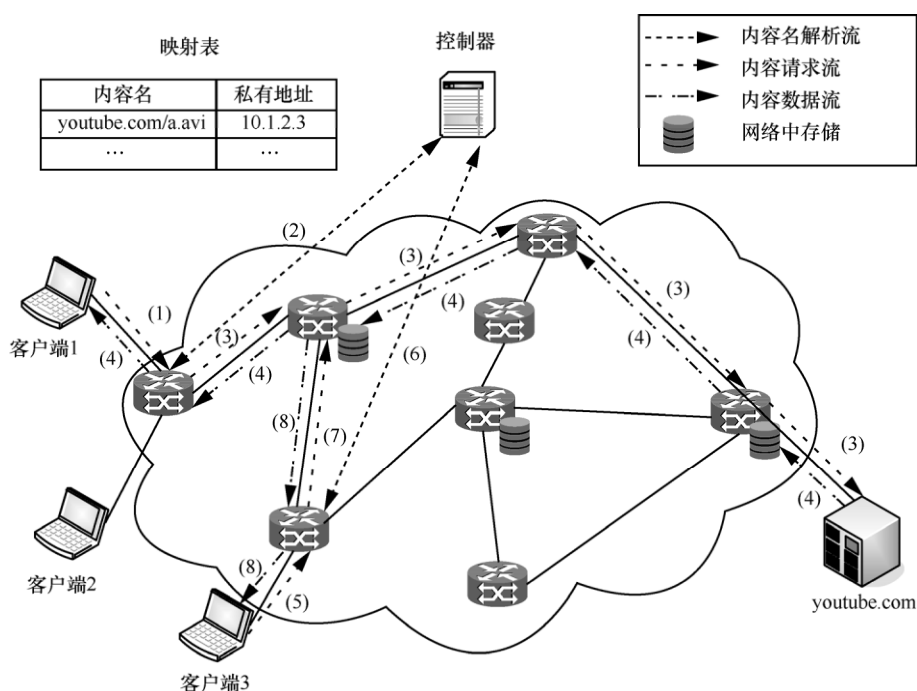 映射表
内容名 私有地址
youtube.com/a.avi 10.1.2.3
… …
控制器
内容名解析流
内容请求流
内容数据流
网络中存储
(2)
(3)
(1)
(3)
(4)
(3)
(4)
(4)
(6)
(4)
客户端1
(8)
(7)
(3)
(4)
客户端2
(8)
(5)
youtube.com
客户端3